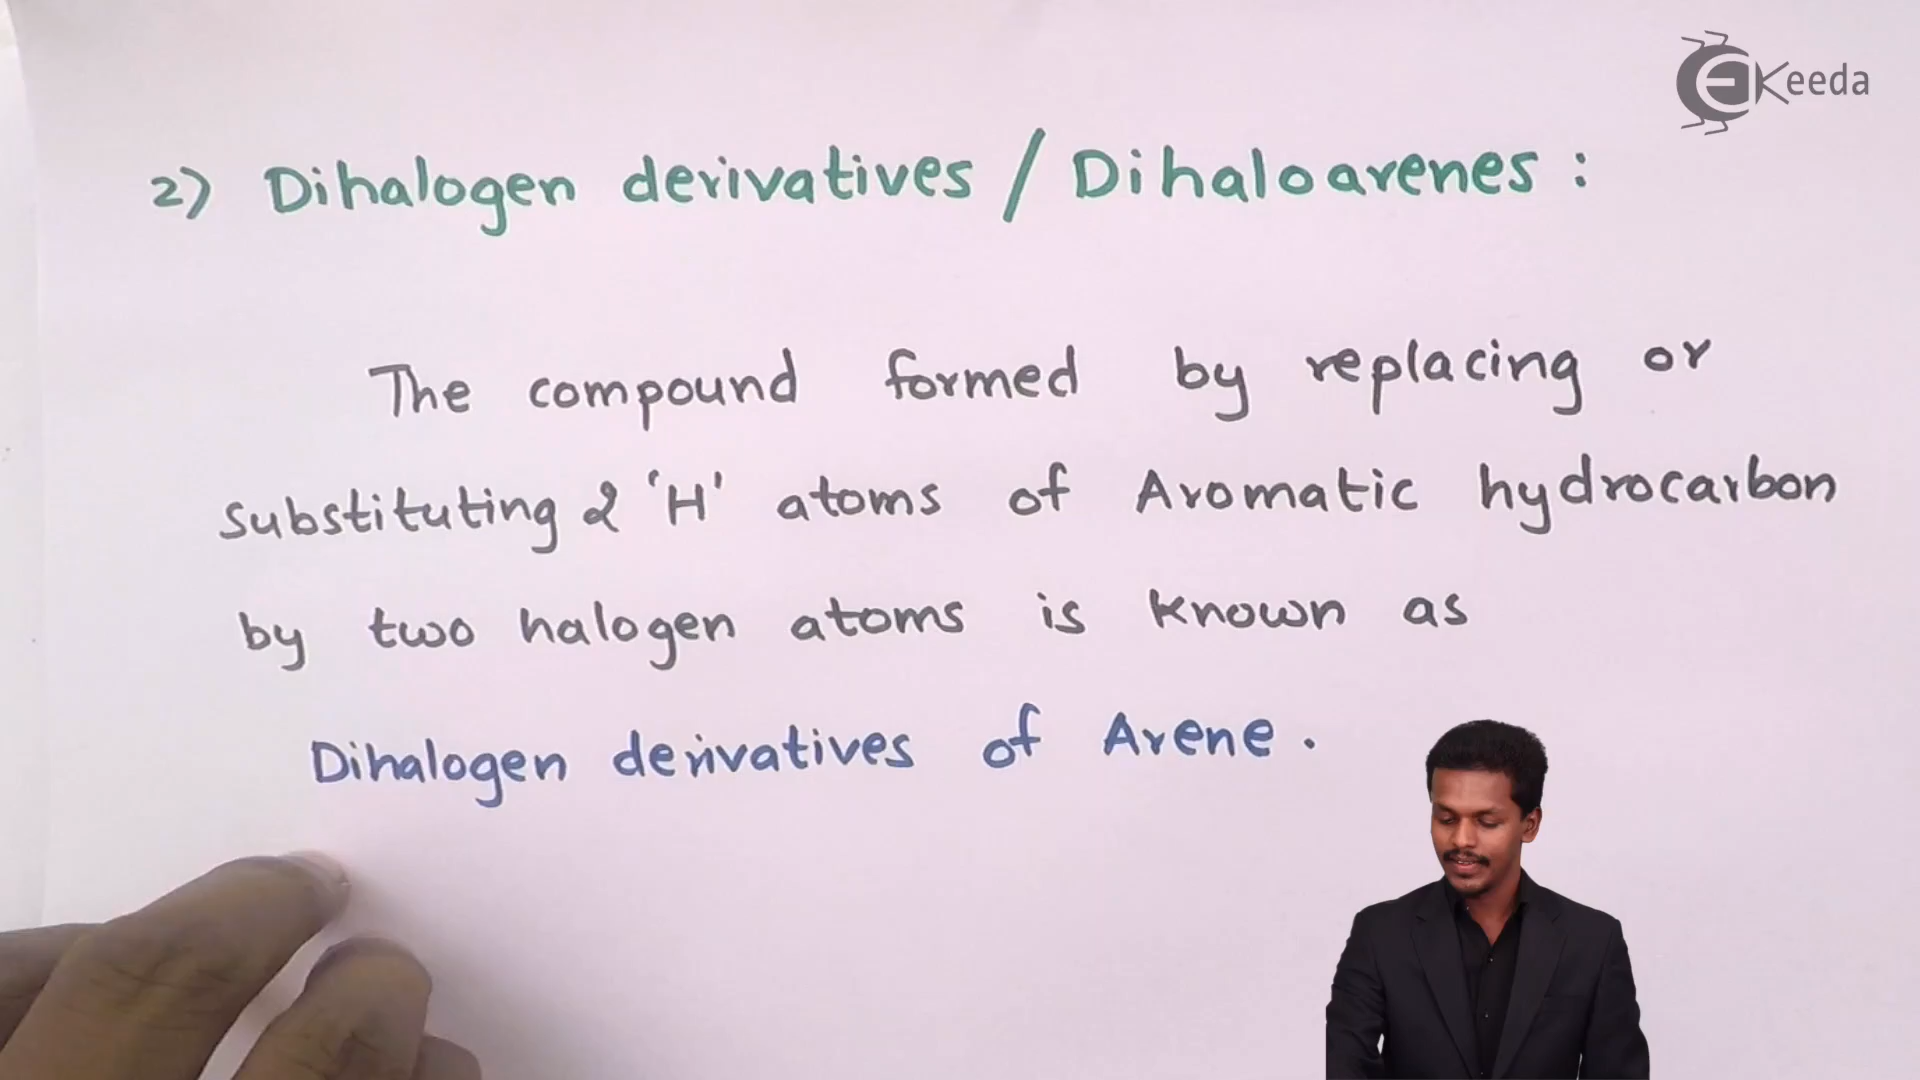 EKeeda
2) Dihalogen derivatives / Dihaloarenes :
The compound formed by replacing or
substituting 2 'H' atoms of Aromatic hydrocarbon
by two halogen atoms is known as
Dihalogen derivatives of Arene .